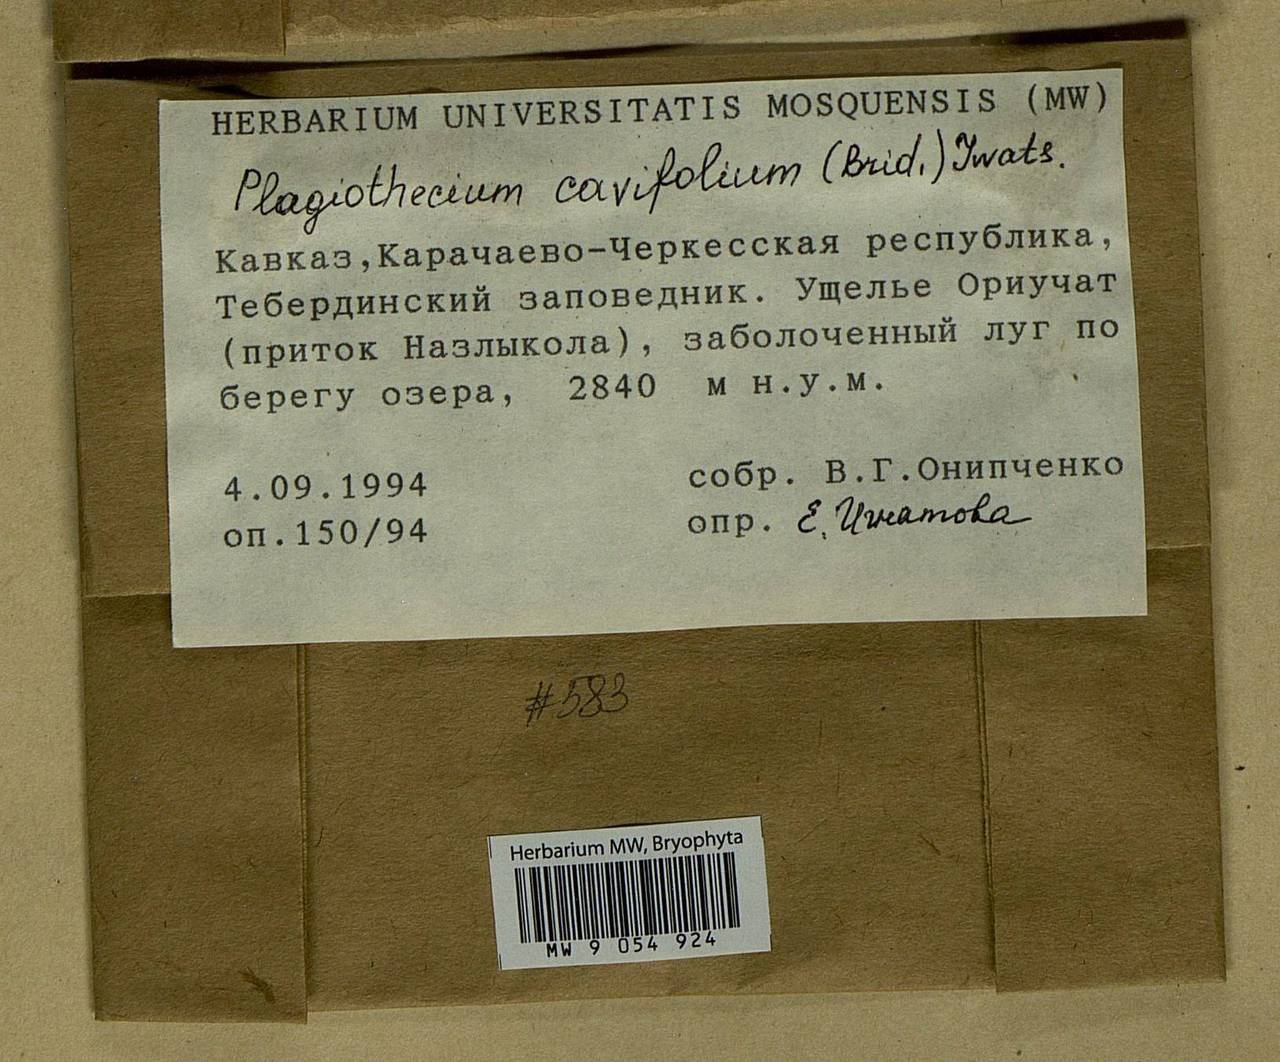 HERBARIUM UNIVERSITATIS MOSQUENSIS (MW)
Plagiothecium cavifolium (Brid.) Iwats.
Кавказ,Карачаево-Черкесская республика,
Тебердинский заповедник. Ущелье Ориучат
(приток Назлыкола), заболоченный луг по
берегу озера, 2840 м н.у.м.
4.09.1994 собр. В.Г.Онипченко
оп.150/94 опр. Е. Игнатова
#583
Herbarium MW, Bryophyta
MW 9 054 924